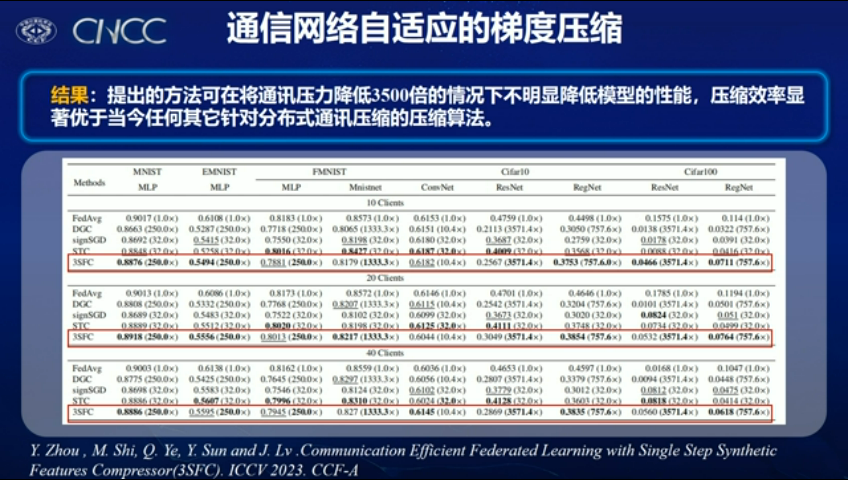 CNCC
通信网络自适应的梯度压缩
结果：提出的方法可在将通讯压力降低3500倍的情况下不明显降低模型的性能，压缩效率显
著优于当今任何其它针对分布式通讯压缩的压缩算法。
Methods MNIST EMNIST FMNIST Cifar10 Cifar100
MLP MLP MLP Mnistnet ConvNet ResNet RegNet ResNet RegNet
10 Clients
FedAvg 0.9017 (1.0×) 0.6108 (1.0×) 0.8183 (1.0×) 0.8573 (1.0×) 0.6153 (1.0×) 0.4759 (1.0×) 0.4498 (1.0×) 0.1575 (1.0×) 0.114 (1.0×)
DGC 0.8663 (250.0×) 0.5287 (250.0×) 0.7718 (250.0×) 0.8065 (1333.3×) 0.6151 (10.4×) 0.2113 (3571.4×) 0.3050 (757.6×) 0.0138 (3571.4×) 0.0322 (757.6×)
signSGD 0.8692 (32.0×) 0.5415 (32.0×) 0.7550 (32.0×) 0.8198 (32.0×) 0.6180 (32.0×) 0.3687 (32.0×) 0.2759 (32.0×) 0.0178 (32.0×) 0.0391 (32.0×)
STC 0.8848 (32.0×) 0.5258 (32.0×) 0.8016 (32.0×) 0.8427 (32.0×) 0.6187 (32.0×) 0.4009 (32.0×) 0.3568 (32.0×) 0.0088 (32.0×) 0.0416 (32.0×)
3SFC 0.8876 (250.0×) 0.5494 (250.0×) 0.7881 (250.0×) 0.8179 (1333.3×) 0.6182 (10.4×) 0.2567 (3571.4×) 0.3753 (757.6.0×) 0.0466 (3571.4×) 0.0711 (757.6×)
20 Clients
FedAvg 0.9013 (1.0×) 0.6086 (1.0×) 0.8173 (1.0×) 0.8572 (1.0×) 0.6146 (1.0×) 0.4701 (1.0×) 0.4646 (1.0×) 0.1785 (1.0×) 0.1194 (1.0×)
DGC 0.8808 (250.0×) 0.5332 (250.0×) 0.7768 (250.0×) 0.8207 (1333.3×) 0.6115 (10.4×) 0.2542 (3571.4×) 0.3204 (757.6×) 0.0101 (3571.4×) 0.0501 (757.6×)
signSGD 0.8689 (32.0×) 0.5483 (32.0×) 0.7522 (32.0×) 0.8102 (32.0×) 0.6099 (32.0×) 0.3673 (32.0×) 0.3020 (32.0×) 0.0824 (32.0×) 0.051 (32.0×)
STC 0.8889 (32.0×) 0.5512 (32.0×) 0.8020 (32.0×) 0.8198 (32.0×) 0.6125 (32.0×) 0.4111 (32.0×) 0.3748 (32.0×) 0.0734 (32.0×) 0.0499 (32.0×)
3SFC 0.8918 (250.0×) 0.5556 (250.0×) 0.8013 (250.0×) 0.8217 (1333.3×) 0.6044 (10.4×) 0.3049 (3571.4×) 0.3854 (757.6×) 0.0532 (3571.4×) 0.0764 (757.6×)
40 Clients
FedAvg 0.9003 (1.0×) 0.6138 (1.0×) 0.8162 (1.0×) 0.8559 (1.0×) 0.6036 (1.0×) 0.4653 (1.0×) 0.4597 (1.0×) 0.0168 (1.0×) 0.1047 (1.0×)
DGC 0.8775 (250.0×) 0.5425 (250.0×) 0.7645 (250.0×) 0.8297 (1333.3×) 0.6056 (10.4×) 0.2807 (3571.4×) 0.3379 (757.6×) 0.0094 (3571.4×) 0.0448 (757.6×)
signSGD 0.8698 (32.0×) 0.5583 (32.0×) 0.7546 (32.0×) 0.8124 (32.0×) 0.6102 (32.0×) 0.3779 (32.0×) 0.3012 (32.0×) 0.0812 (32.0×) 0.0475 (32.0×)
STC 0.8886 (32.0×) 0.5607 (32.0×) 0.7996 (32.0×) 0.8310 (32.0×) 0.6024 (32.0×) 0.4128 (32.0×) 0.3603 (32.0×) 0.0818 (32.0×) 0.0414 (32.0×)
3SFC 0.8886 (250.0×) 0.5595 (250.0×) 0.7945 (250.0×) 0.827 (1333.3×) 0.6145 (10.4×) 0.2869 (3571.4×) 0.3835 (757.6×) 0.0560 (3571.4×) 0.0618 (757.6×)
Y. Zhou , M. Shi, Q. Ye, Y. Sun and J. Lv .Communication Efficient Federated Learning with Single Step Synthetic
Features Compressor(3SFC). ICCV 2023. CCF-A